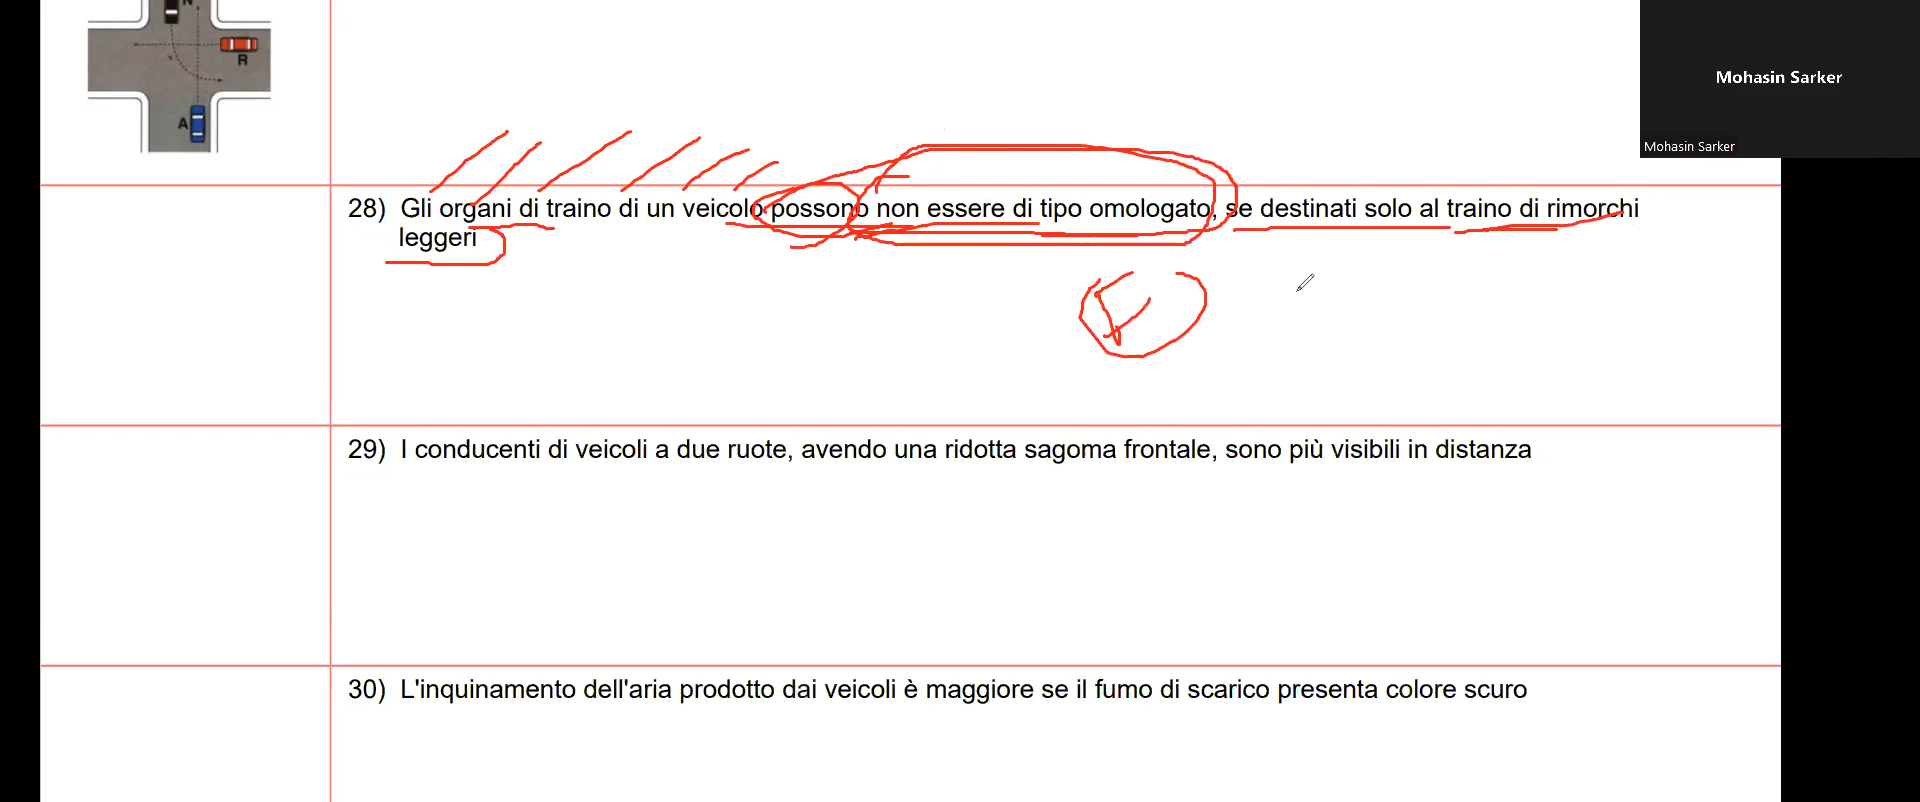 N
R
A
Mohasin Sarker
Mohasin Sarker
28) Gli organi di traino di un veicolo possono non essere di tipo omologato, se destinati solo al traino di rimorchi
leggeri
F
29) I conducenti di veicoli a due ruote, avendo una ridotta sagoma frontale, sono più visibili in distanza
30) L'inquinamento dell'aria prodotto dai veicoli è maggiore se il fumo di scarico presenta colore scuro